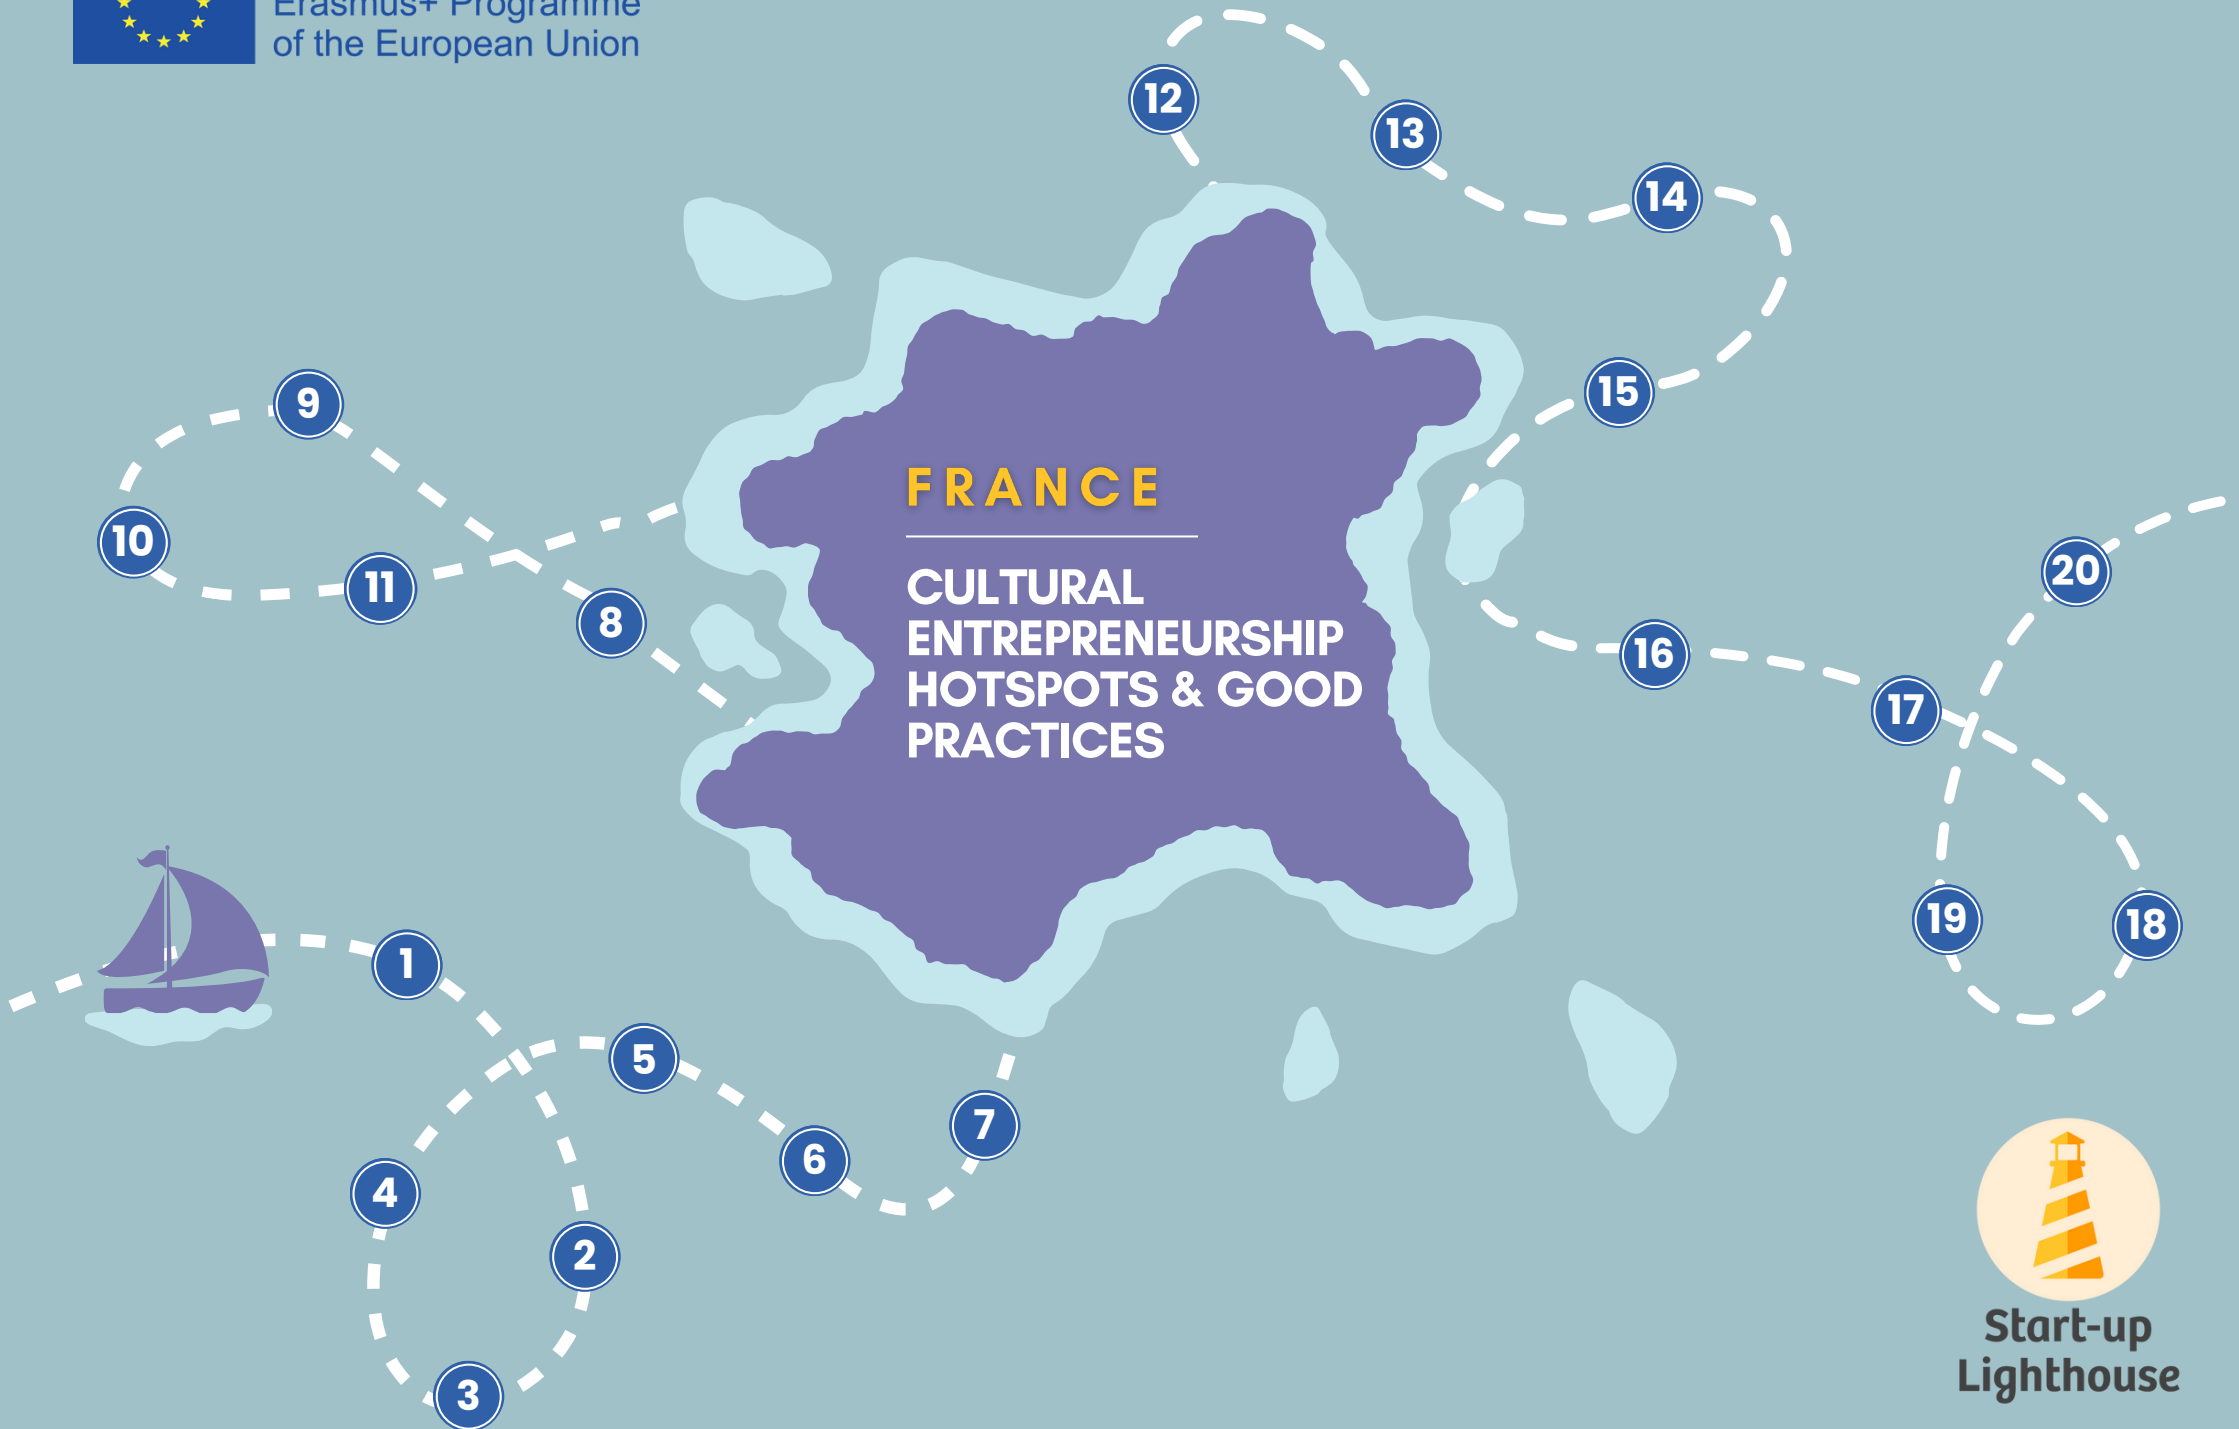 Erasmus+ Programme
of the European Union
12
13
14
15
9
10
11
8
FRANCE
CULTURAL
ENTREPRENEURSHIP
HOTSPOTS & GOOD
PRACTICES
20
16
17
19
18
1
5
7
6
4
2
3
Start-up
Lighthouse